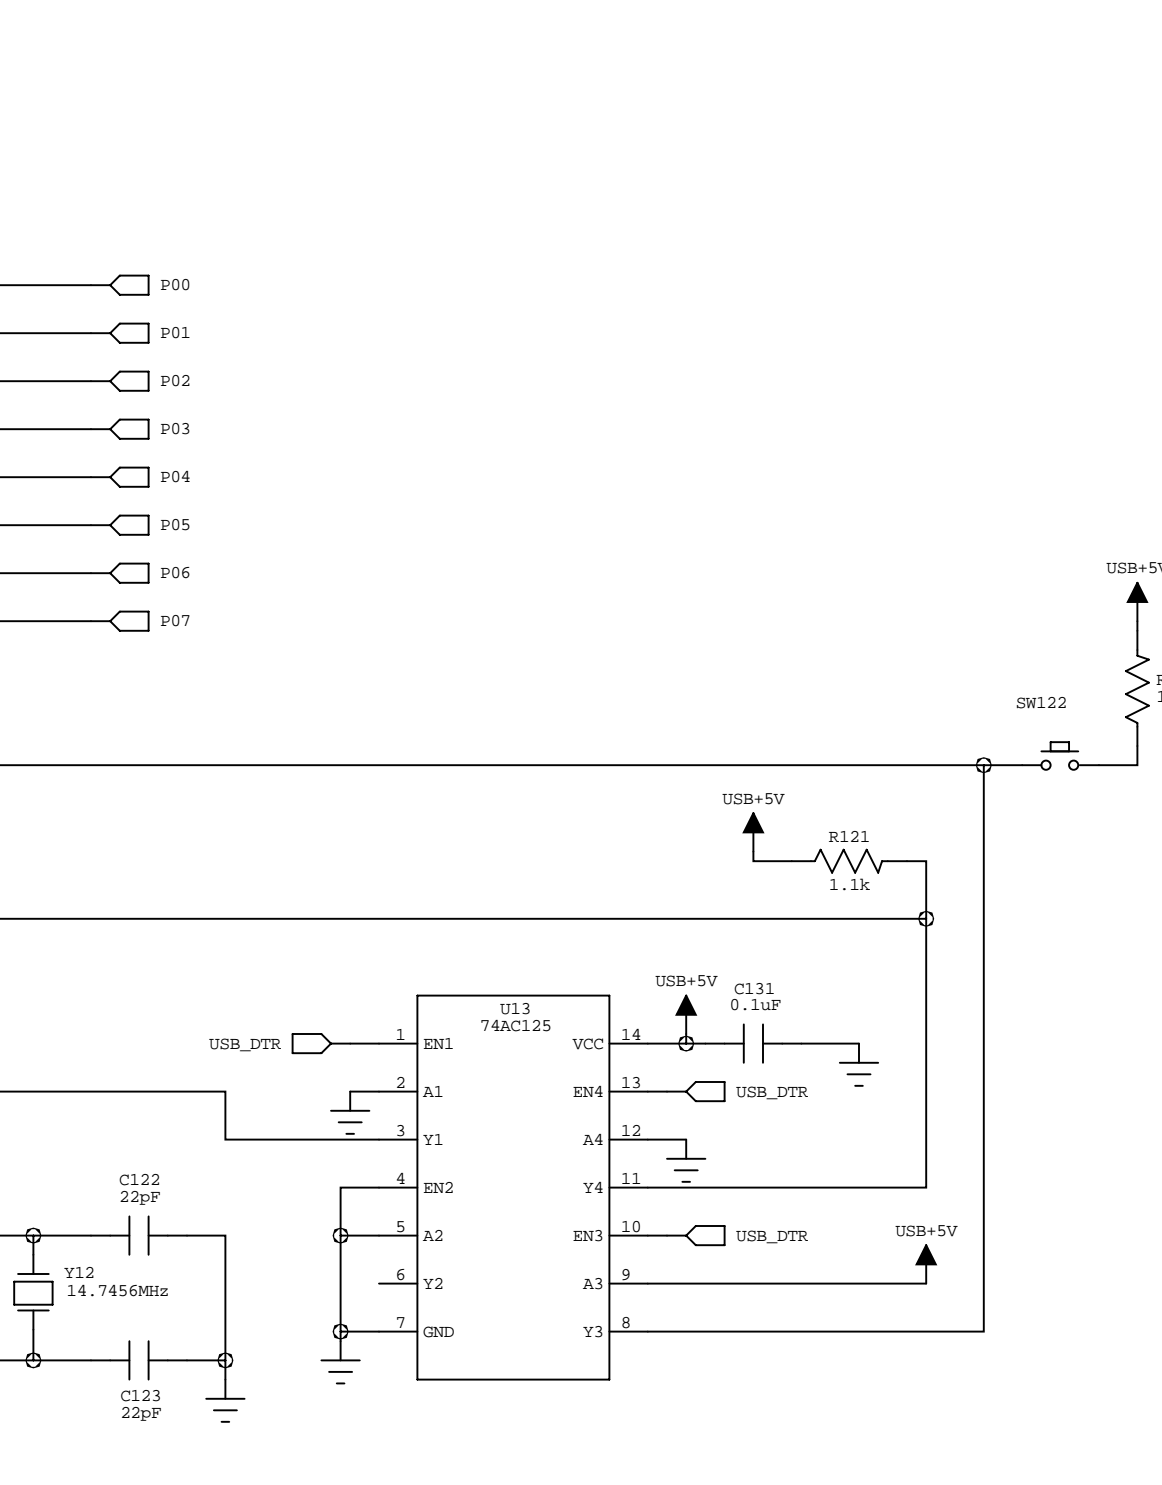 P00
P01
P02
P03
P04
P05
P06
P07
USB+5V
SW122
USB+5V
R121
1.1k
USB+5V
C131
0.1uF
U13
74AC125
USB_DTR
1
EN1
VCC
14
2
A1
EN4
13
USB_DTR
3
Y1
A4
12
4
EN2
Y4
11
5
A2
EN3
10
USB_DTR
6
Y2
A3
9
USB+5V
7
GND
Y3
8
C122
22pF
Y12
14.7456MHz
C123
22pF